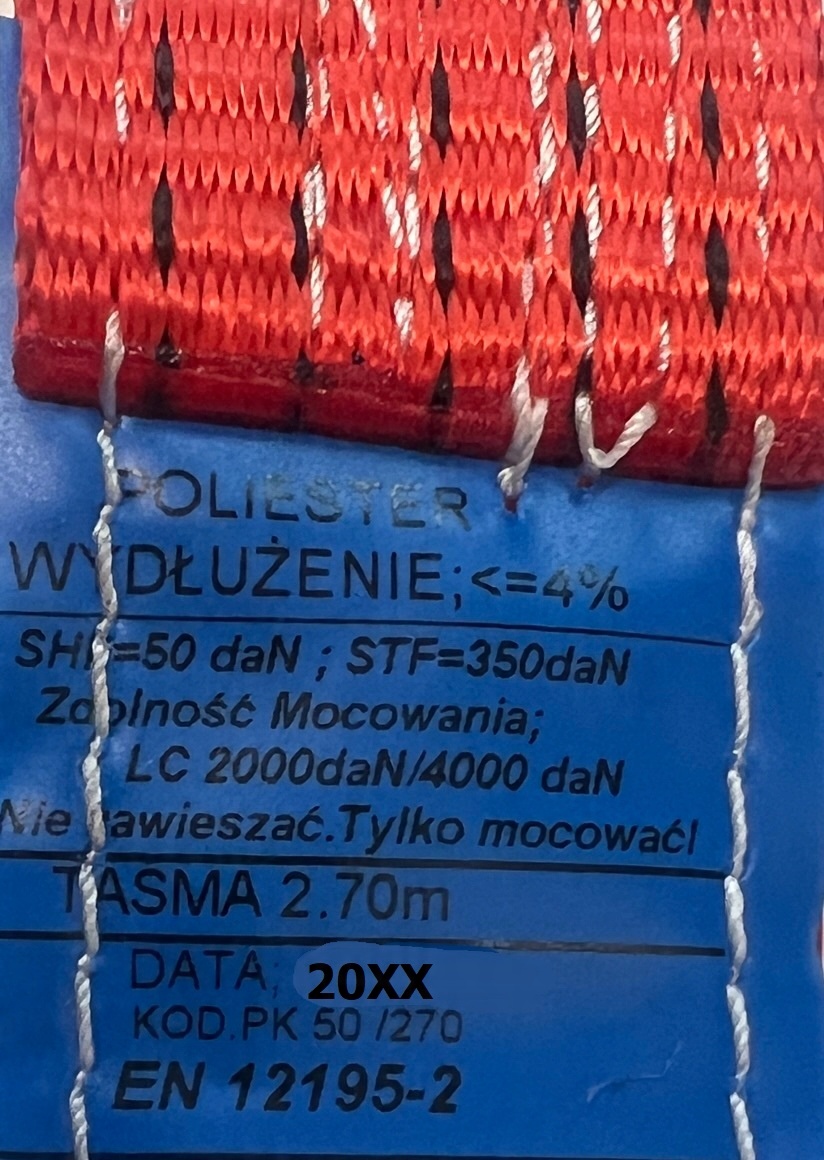 POLIESTER
WYDŁUŻENIE;<=4%
SHF=50 daN ; STF=350daN
Zdolność Mocowania;
LC 2000daN/4000 daN
Nie zawieszać.Tylko mocować!
TASMA 2.70m
DATA; 20XX
KOD.PK 50 /270
EN 12195-2